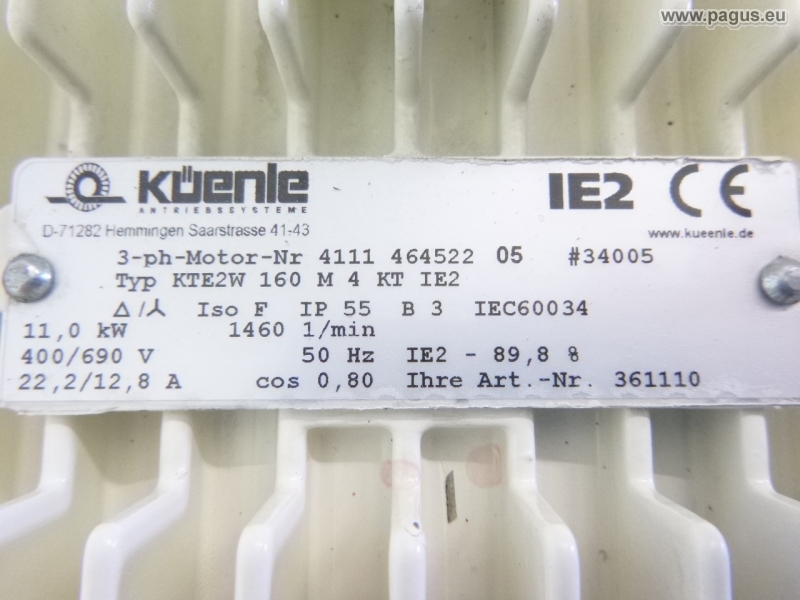 www.pagus.eu
KÜenle
ANTRIEBSSYSTEME
IE2 CE
D-71282 Hemmingen Saarstrasse 41-43
www.kueenle.de
3-ph-Motor-Nr 4111 464522 05 #34005
Typ KTE2W 160 M 4 KT IE2
Δ/⅄ Iso F IP 55 B 3 IEC60034
11,0 kW 1460 1/min
400/690 V 50 Hz IE2 - 89,8 %
22,2/12,8 A cos 0,80 Ihre Art.-Nr. 361110